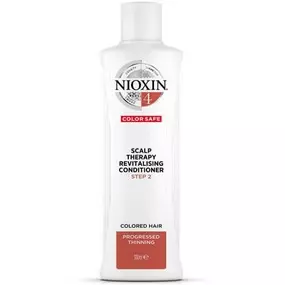 NIOXIN
4
COLOR SAFE
SCALP
THERAPY
REVITALISING
CONDITIONER
STEP 2
COLORED HAIR
PROGRESSED
THINNING